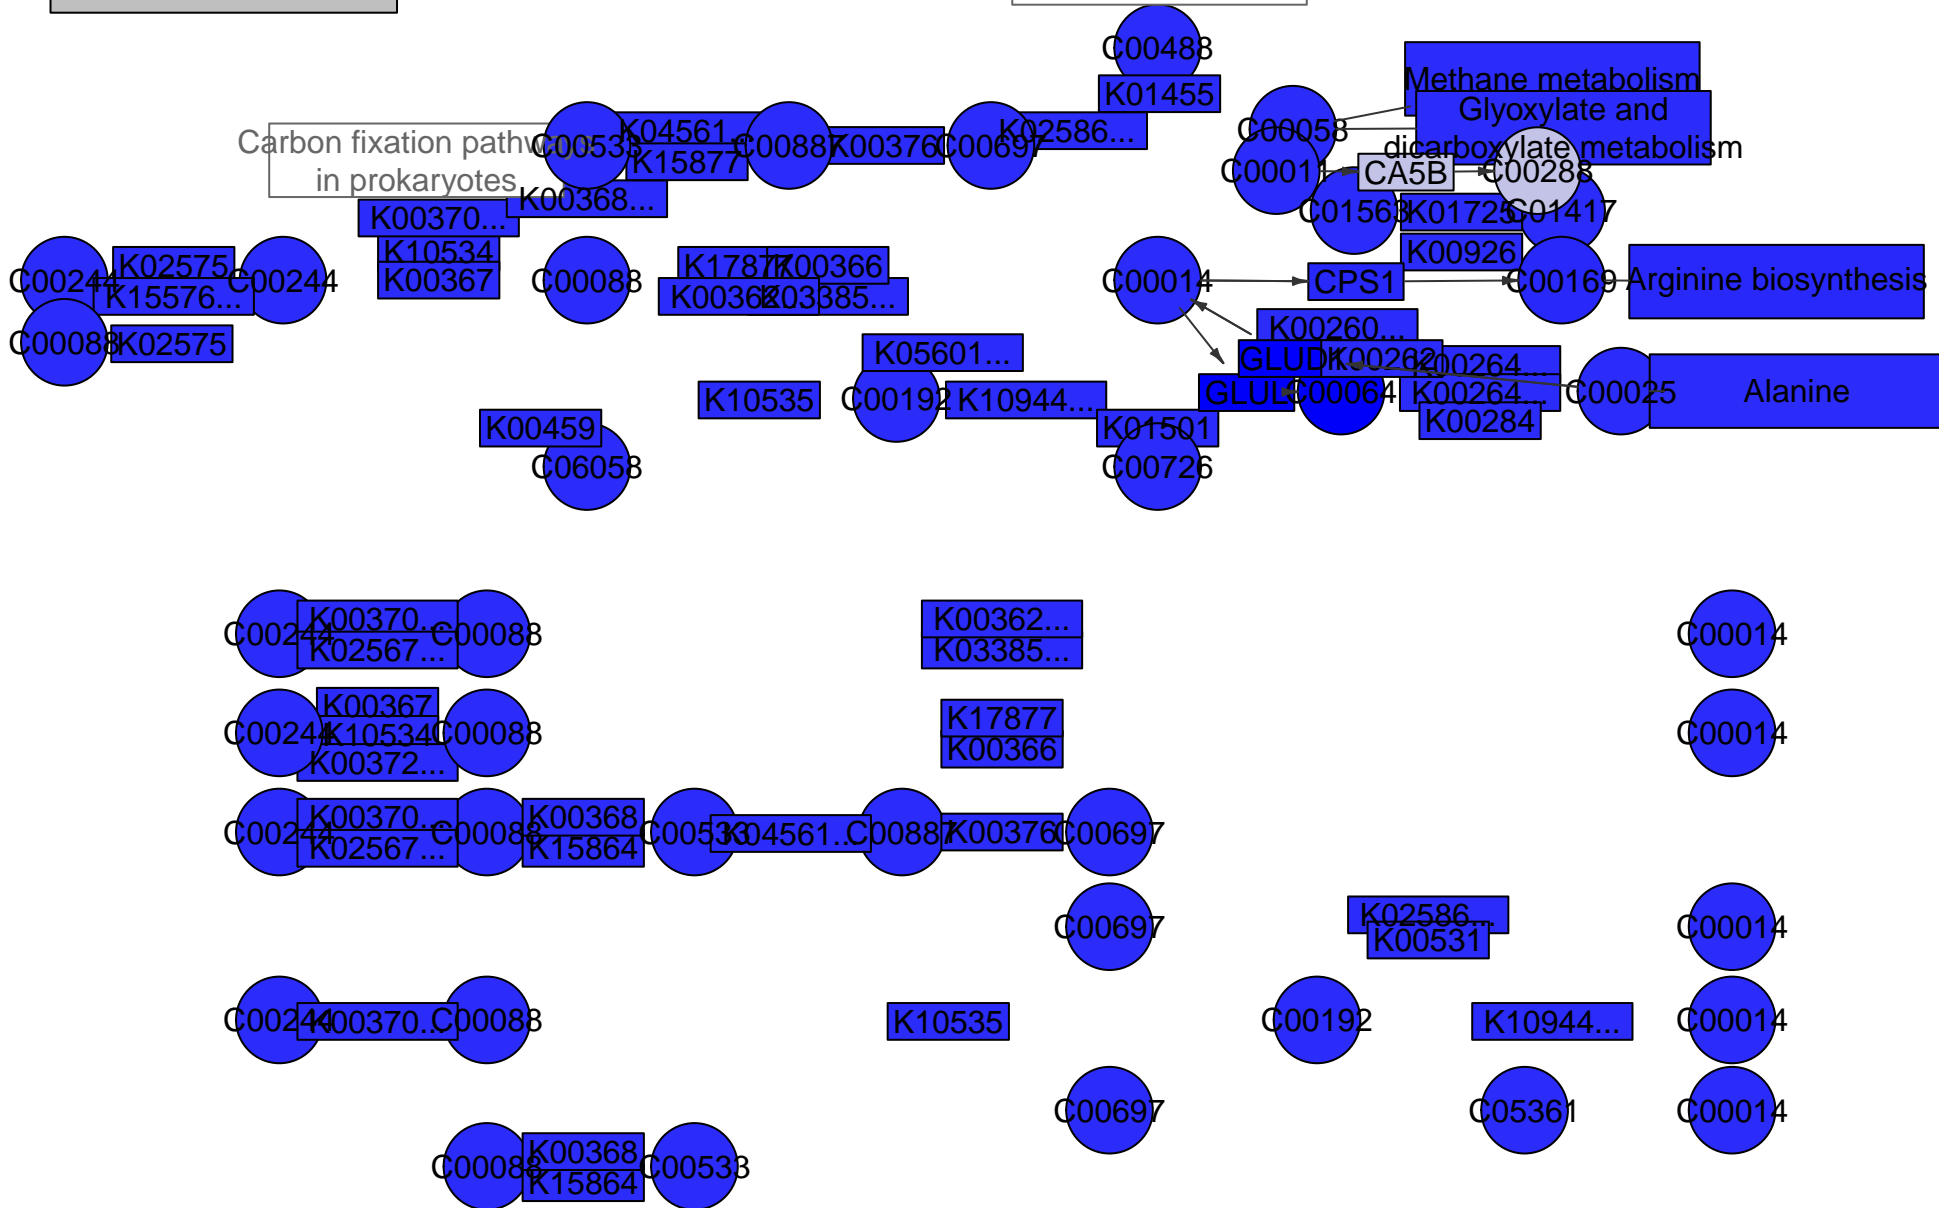 C00488
Methane metabolism
K01455
Glyoxylate and
dicarboxylate metabolism
C00058
Carbon fixation pathways
in prokaryotes
C00533
K04561...
K15877
C00887
K00376
C00697
K02586...
C00011
CA5B
C00288
K00368...
K00370...
C01563
K01725
C01417
K10534
K00367
K00926
C00244
K02575
K15576...
C00244
C00088
K17877
K00366
K00362...
K03385...
C00014
CPS1
C00169
Arginine biosynthesis
C00088
K02575
K00260...
K05601...
GLUD1
K00262
K00264...
K10535
C00192
K10944...
GLUL
C00064
K00264...
C00025
Alanine
K00459
K01501
K00284
C06058
C00726
C00244
K00370...
K02567...
C00088
K00362...
K03385...
C00014
K00367
C00244
K10534
K00372...
C00088
K17877
K00366
C00014
C00244
K00370...
K02567...
C00088
K00368
K15864
C00533
K04561...
C00887
K00376
C00697
C00697
K02586...
K00531
C00014
C00244
K00370...
C00088
K10535
C00192
K10944...
C00014
C00697
C05361
C00014
C00088
K00368
K15864
C00533